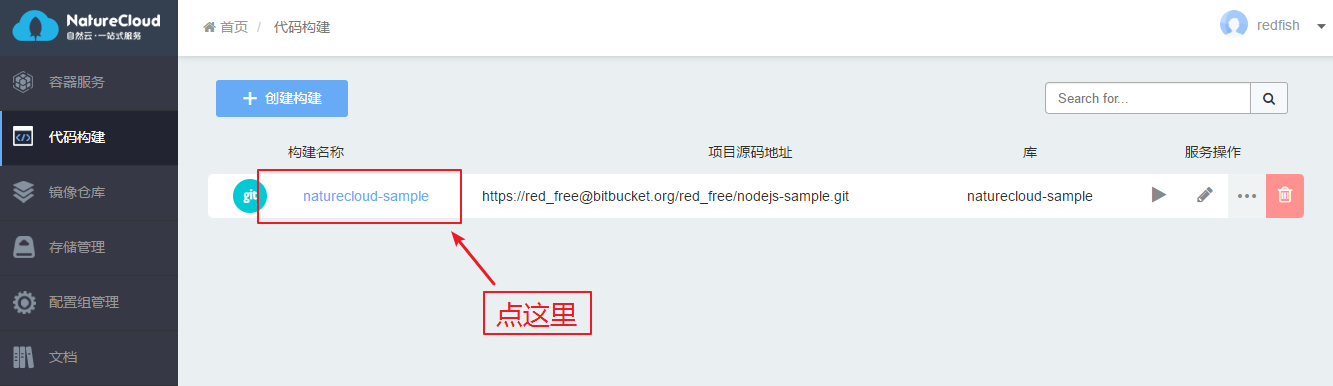 NatureCloud
自然云·一站式服务
首页 / 代码构建
redfish
容器服务
代码构建
镜像仓库
存储管理
配置组管理
文档
创建构建
Search for...
构建名称 项目源码地址 库 服务操作
git naturecloud-sample https://red_free@bitbucket.org/red_free/nodejs-sample.git naturecloud-sample
点这里